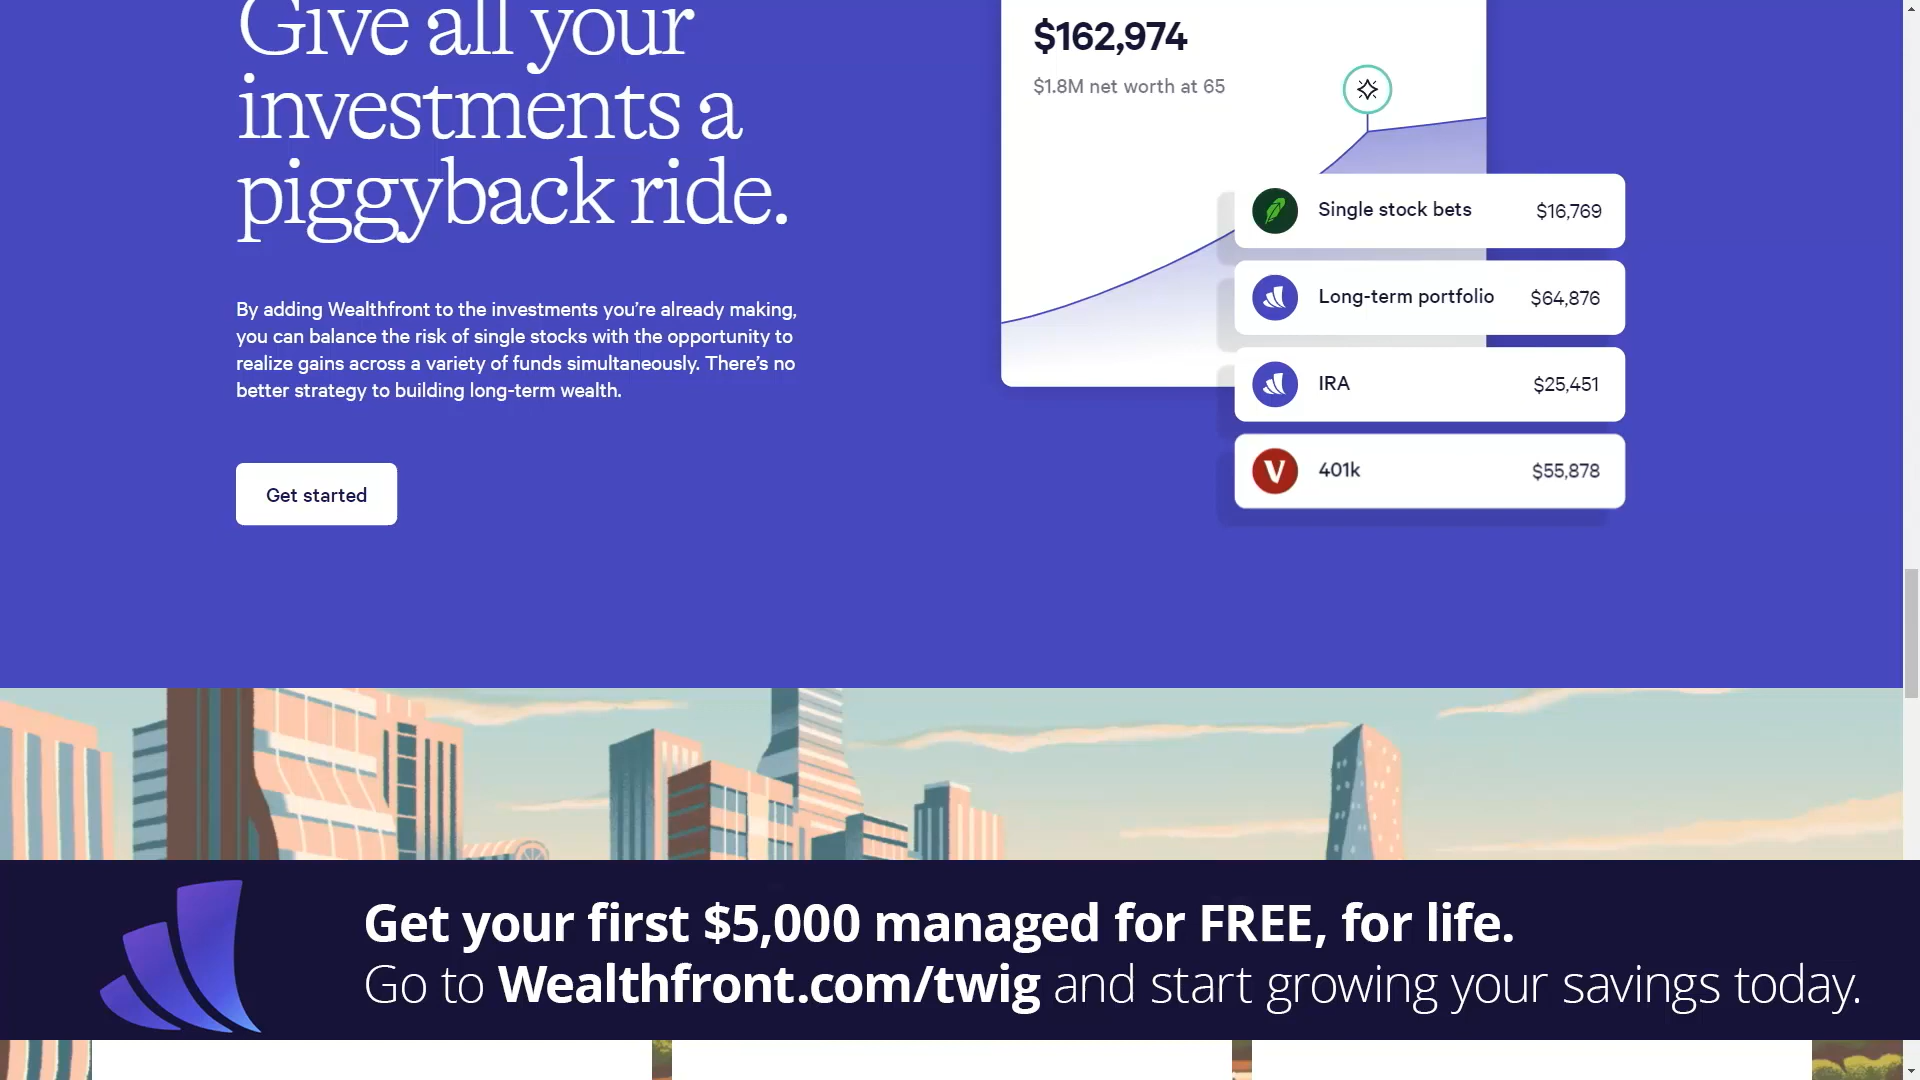 Give all your
investments a
piggyback ride.
By adding Wealthfront to the investments you’re already making,
you can balance the risk of single stocks with the opportunity to
realize gains across a variety of funds simultaneously. There’s no
better strategy to building long-term wealth.
Get started
$162,974
$1.8M net worth at 65
Single stock bets $16,769
Long-term portfolio $64,876
IRA $25,451
V 401k $55,878
Get your first $5,000 managed for FREE, for life.
Go to Wealthfront.com/twig and start growing your savings today.